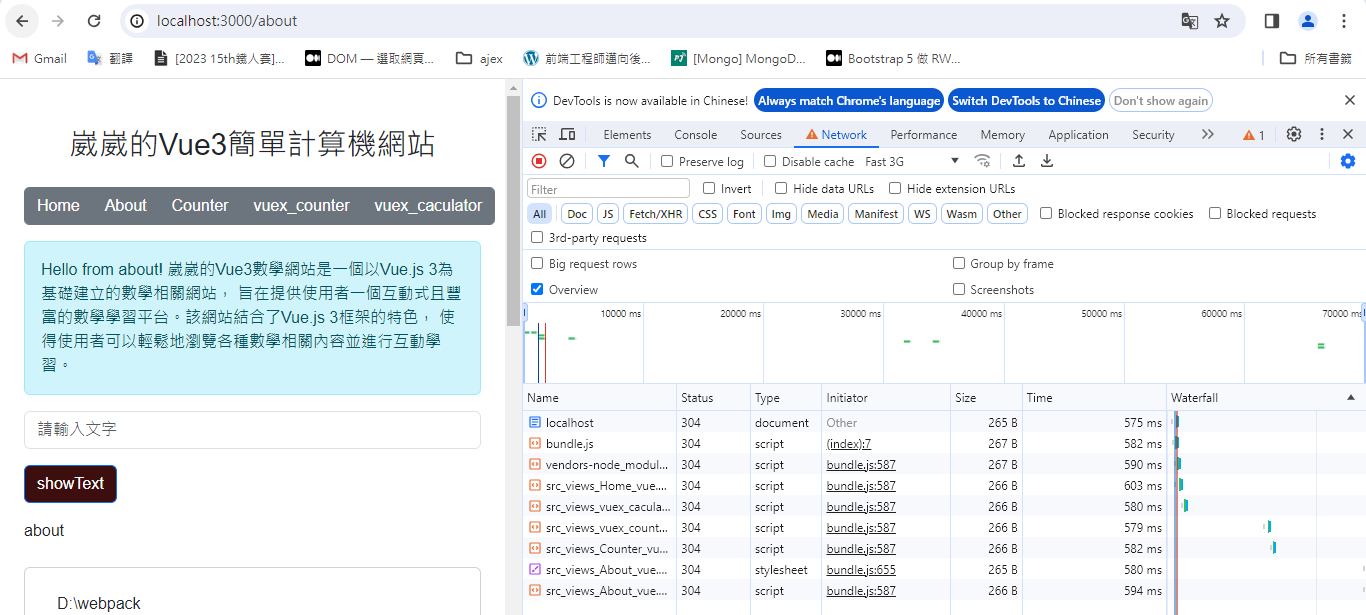 localhost:3000/about
Gmail 翻譯 [2023 15th鐵人賽]... DOM — 選取網頁... ajex 前端工程師邁向後... [Mongo] MongoD... Bootstrap 5 做 RW... 所有書籤
崴崴的Vue3簡單計算機網站
Home About Counter vuex_counter vuex_caculator
Hello from about! 崴崴的Vue3數學網站是一個以Vue.js 3為
基礎建立的數學相關網站， 旨在提供使用者一個互動式且豐
富的數學學習平台。該網站結合了Vue.js 3框架的特色， 使
得使用者可以輕鬆地瀏覽各種數學相關內容並進行互動學
習。
請輸入文字
showText
about
D:\webpack
DevTools is now available in Chinese! Always match Chrome's language Switch DevTools to Chinese Don't show again
Elements Console Sources Network Performance Memory Application Security 1
Preserve log Disable cache Fast 3G
Filter Invert Hide data URLs Hide extension URLs
All Doc JS Fetch/XHR CSS Font Img Media Manifest WS Wasm Other Blocked response cookies Blocked requests
3rd-party requests
Big request rows Group by frame
Overview Screenshots
10000 ms 20000 ms 30000 ms 40000 ms 50000 ms 60000 ms 70000 ms
Name Status Type Initiator Size Time Waterfall
localhost 304 document Other 265 B 575 ms
bundle.js 304 script (index):7 267 B 582 ms
vendors-node_modul... 304 script bundle.js:587 267 B 590 ms
src_views_Home_vue.... 304 script bundle.js:587 266 B 603 ms
src_views_vuex_cacula... 304 script bundle.js:587 266 B 580 ms
src_views_vuex_count... 304 script bundle.js:587 266 B 579 ms
src_views_Counter_vu... 304 script bundle.js:587 266 B 582 ms
src_views_About_vue.... 304 stylesheet bundle.js:655 265 B 580 ms
src_views_About_vue.... 304 script bundle.js:587 266 B 594 ms